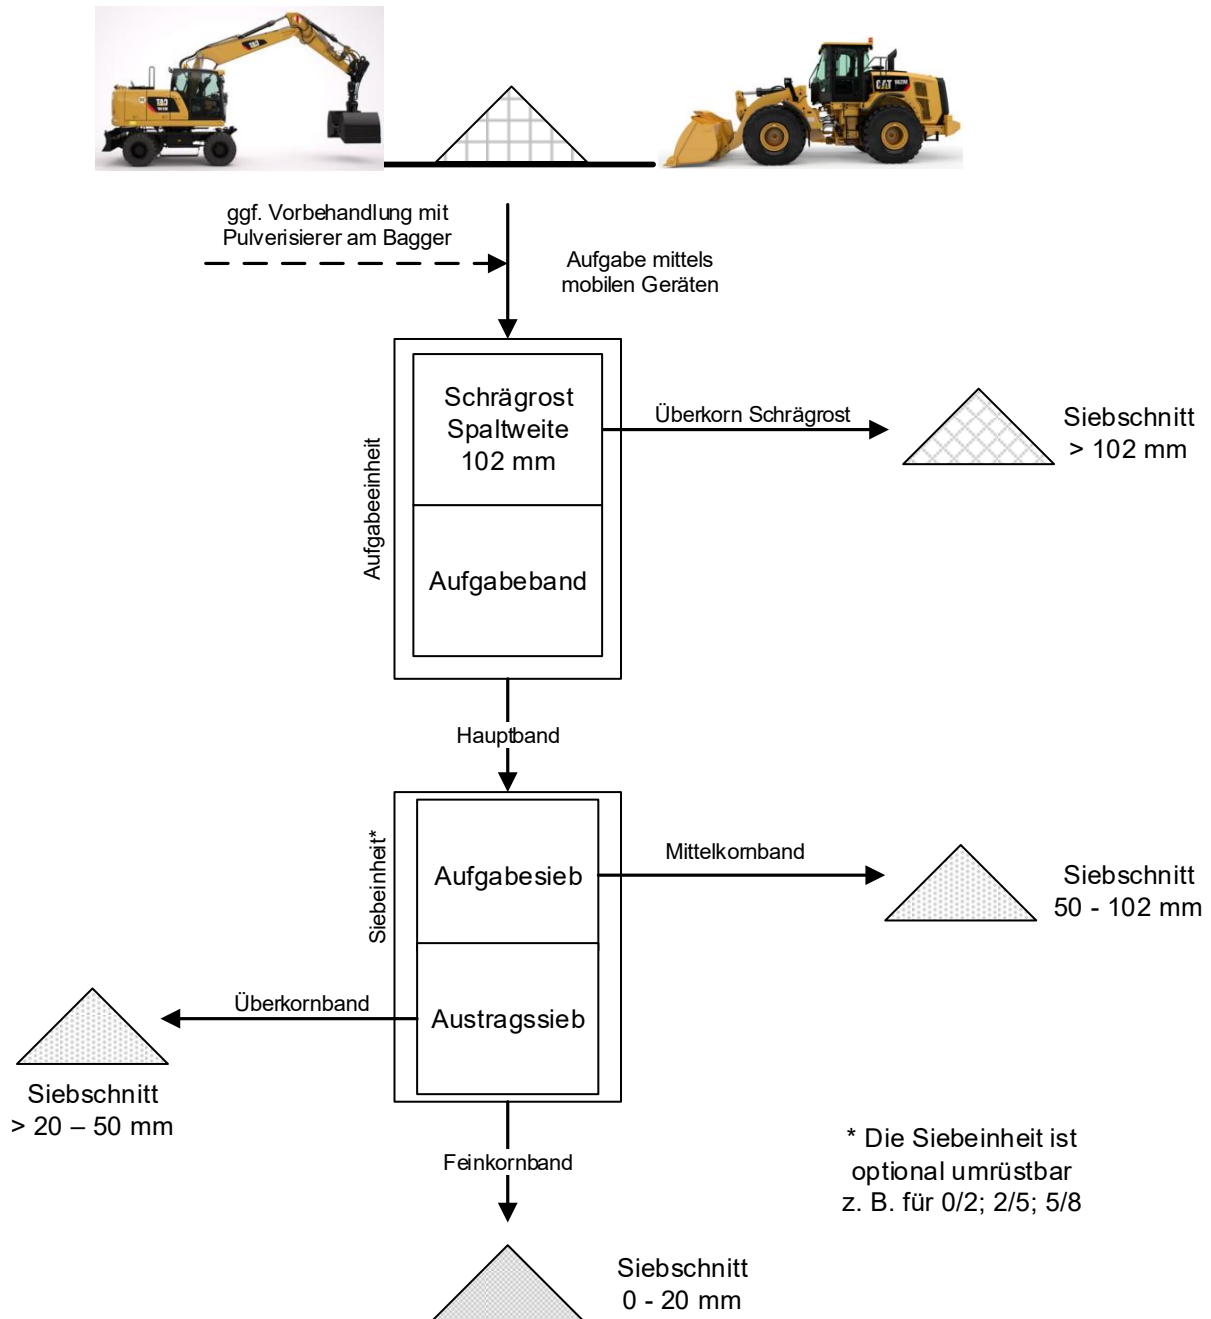 CAT
CAT
ggf. Vorbehandlung mit
Pulverisierer am Bagger
Aufgabe mittels
mobilen Geräten
Aufgabeeinheit
Schrägrost
Spaltweite
102 mm
Überkorn Schrägrost
Siebschnitt
> 102 mm
Aufgabeband
Hauptband
Siebeinheit*
Aufgabesieb
Mittelkornband
Siebschnitt
50 - 102 mm
Überkornband
Austragssieb
Siebschnitt
> 20 – 50 mm
Feinkornband
* Die Siebeinheit ist
optional umrüstbar
z. B. für 0/2; 2/5; 5/8
Siebschnitt
0 - 20 mm